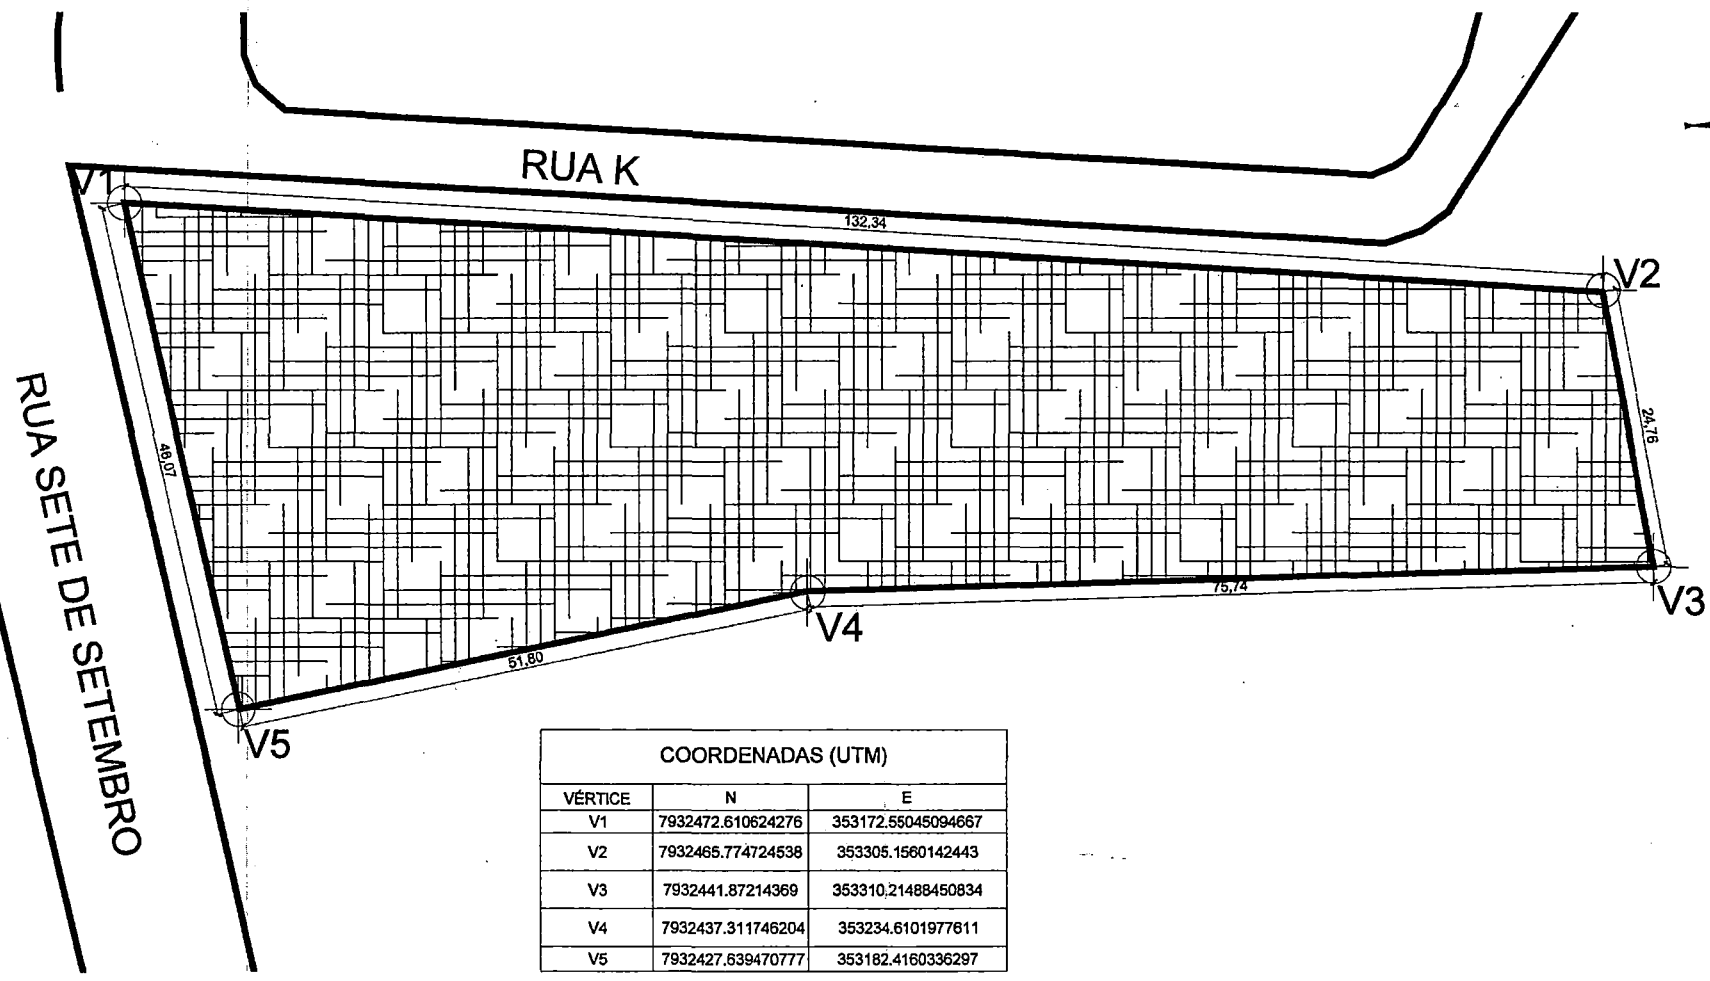 RUA K
V1
132,34
V2
24,76
46,07
RUA SETE DE SETEMBRO
75,74
V3
V4
51,80
V5
COORDENADAS (UTM)
VÉRTICE N E
V1 7932472.610624276 353172.55045094667
V2 7932465.774724538 353305.1560142443
V3 7932441.87214369 353310.21488450834
V4 7932437.311746204 353234.6101977611
V5 7932427.639470777 353182.4160336297